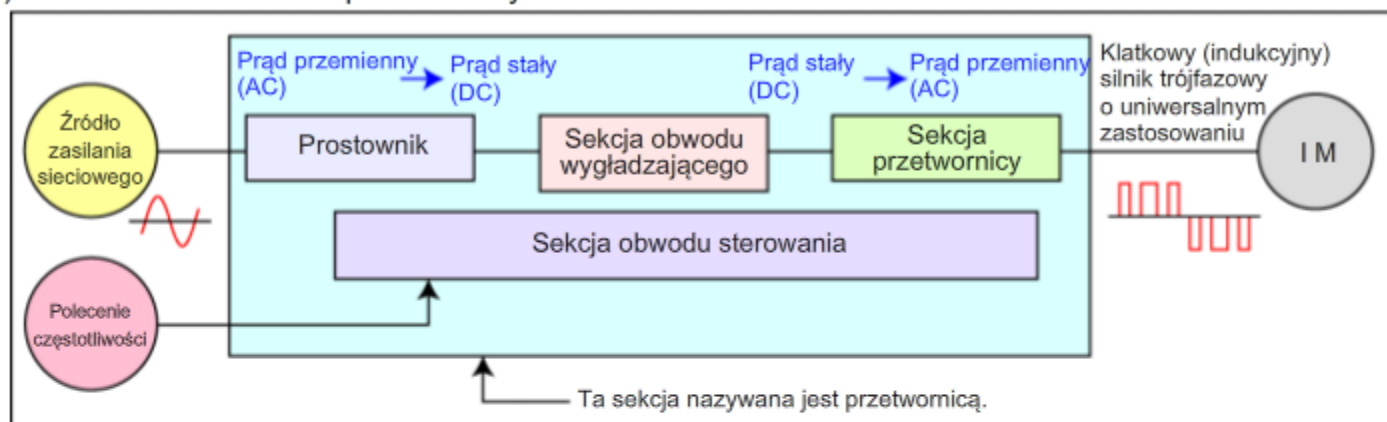 Prąd przemienny
(AC)
Prąd stały
(DC)
Prąd stały
(DC)
Prąd przemienny
(AC)
Klatkowy (indukcyjny)
silnik trójfazowy
o uniwersalnym
zastosowaniu
Źródło
zasilania
sieciowego
Prostownik
Sekcja obwodu
wygładzającego
Sekcja
przetwornicy
I M
Sekcja obwodu sterowania
Polecenie
częstotliwości
Ta sekcja nazywana jest przetwornicą.